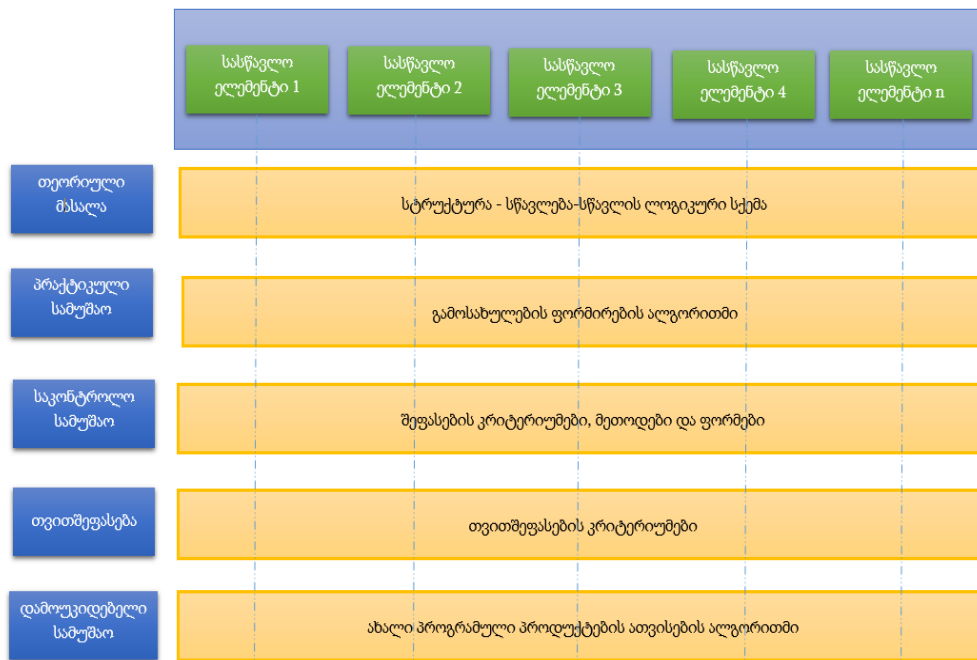 სასწავლო
ელემენტი 1
სასწავლო
ელემენტი 2
სასწავლო
ელემენტი 3
სასწავლო
ელემენტი 4
სასწავლო
ელემენტი n
თეორიული
მასალა
სტრუქტურა - სწავლება-სწავლის ლოგიკური სქემა
პრაქტიკული
სამუშაო
გამოსახულების ფორმირების ალგორითმი
საკონტროლო
სამუშაო
შეფასების კრიტერიუმები, მეთოდები და ფორმები
თვითშეფასება
თვითშეფასების კრიტერიუმები
დამოუკიდებელი
სამუშაო
ახალი პროგრამული პროდუქტების ათვისების ალგორითმი